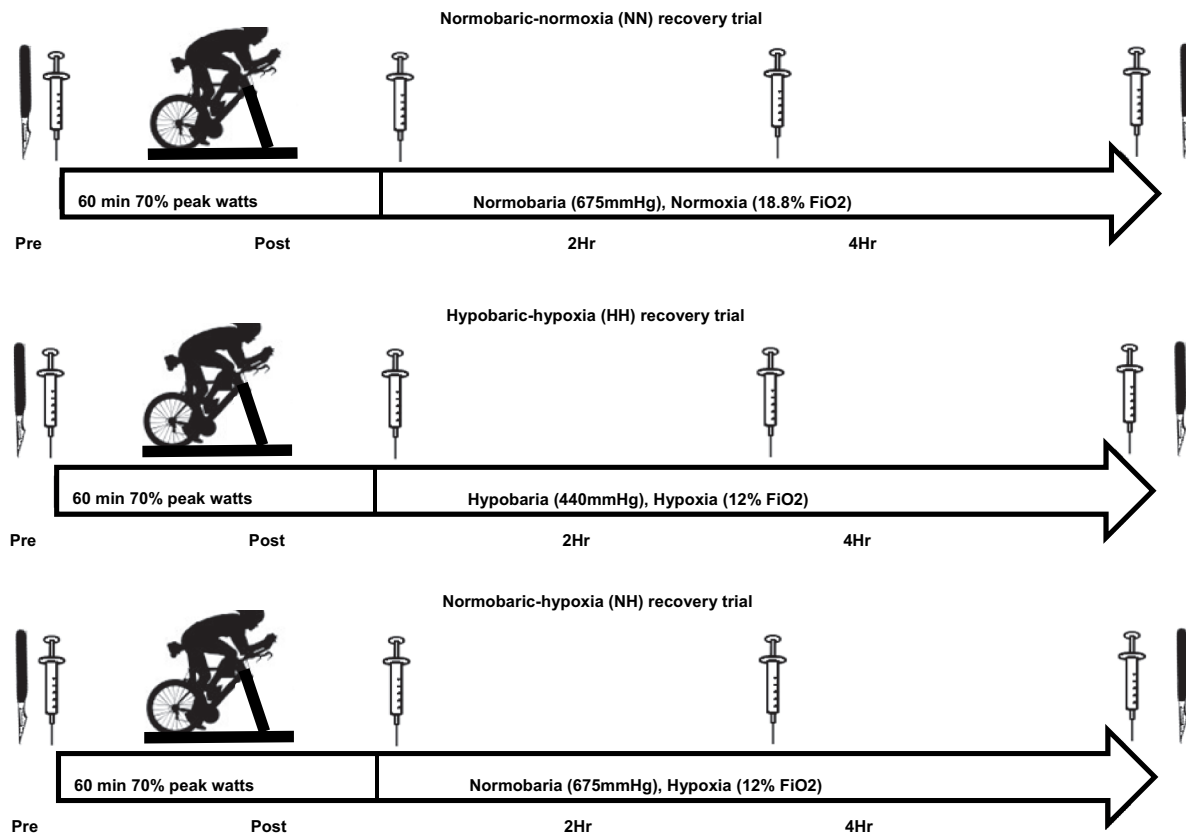 Normobaric-normoxia (NN) recovery trial
60 min 70% peak watts
Normobaria (675mmHg), Normoxia (18.8% FiO2)
Pre
Post
2Hr
4Hr
Hypobaric-hypoxia (HH) recovery trial
60 min 70% peak watts
Hypobaria (440mmHg), Hypoxia (12% FiO2)
Pre
Post
2Hr
4Hr
Normobaric-hypoxia (NH) recovery trial
60 min 70% peak watts
Normobaria (675mmHg), Hypoxia (12% FiO2)
Pre
Post
2Hr
4Hr